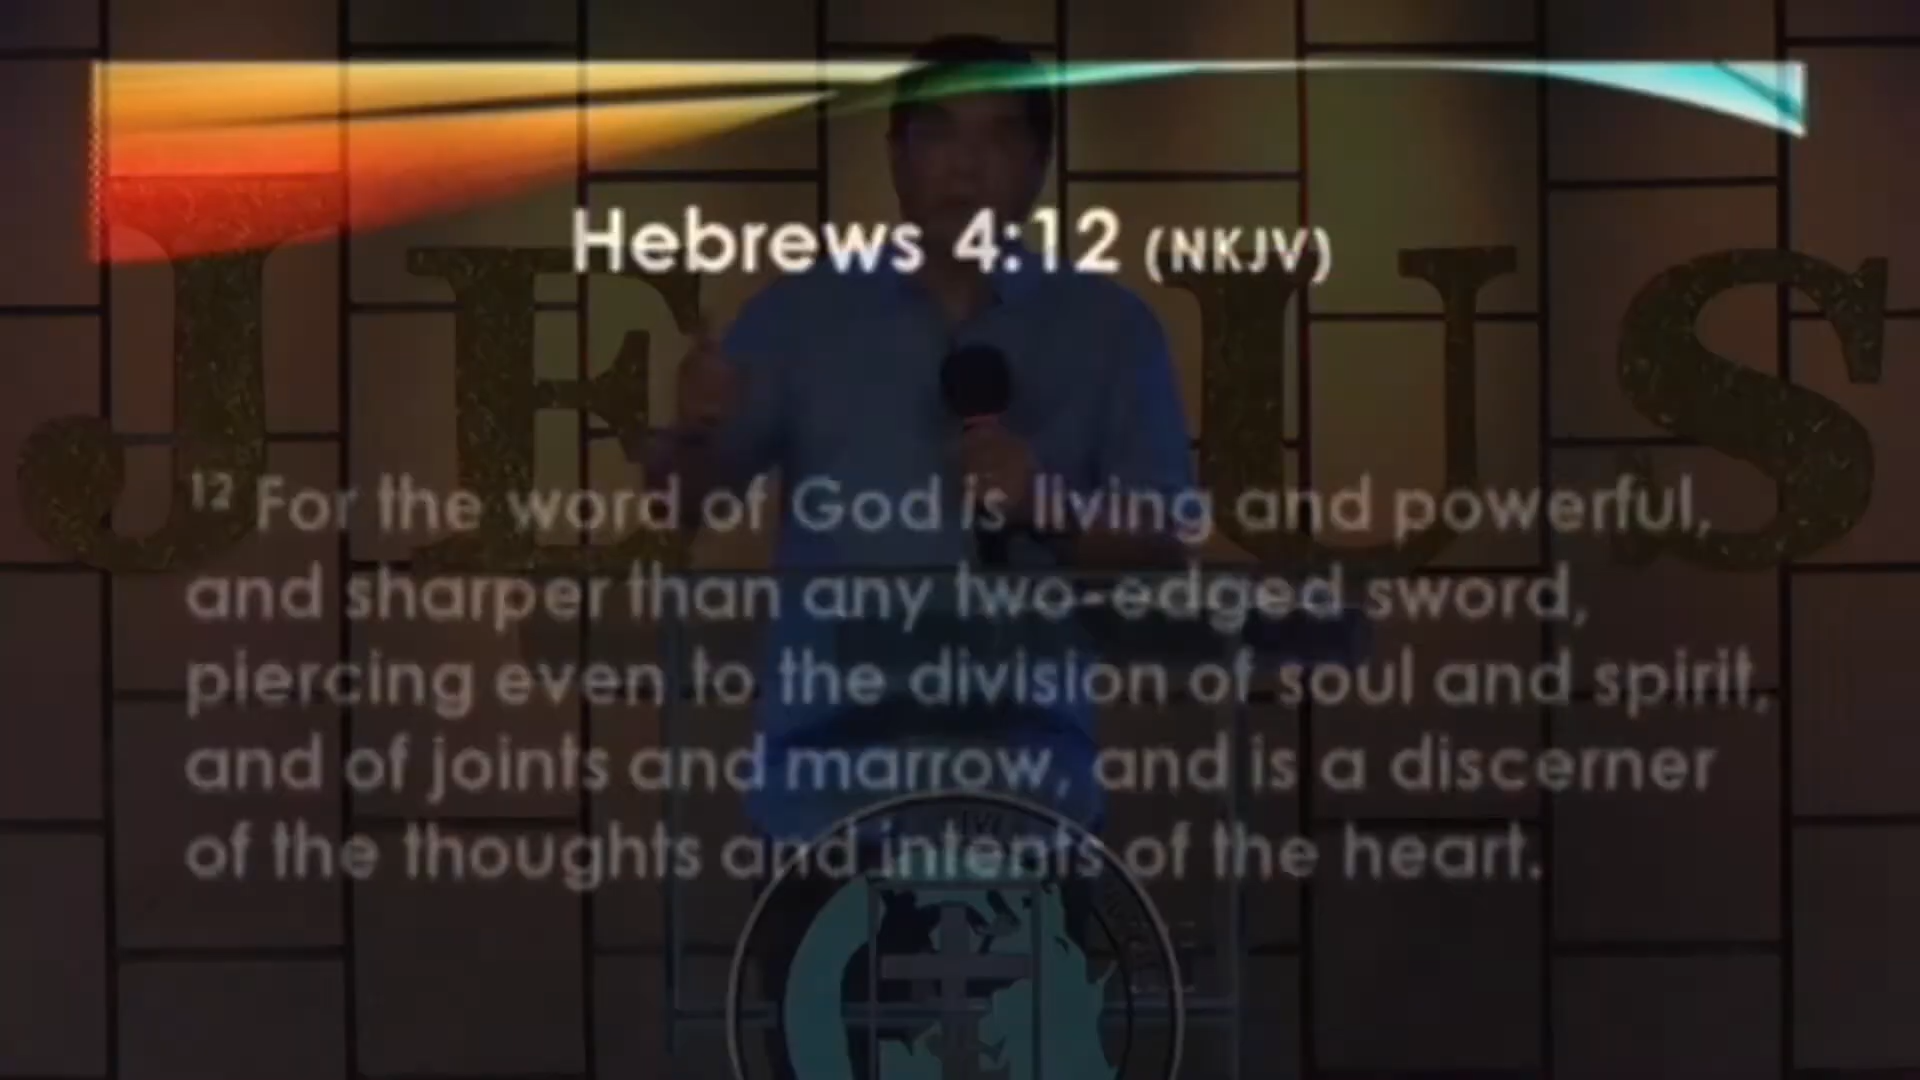 Hebrews 4:12 (NKJV)
JESUS
12 For the word of God is living and powerful,
and sharper than any two-edged sword,
piercing even to the division of soul and spirit,
and of joints and marrow, and is a discerner
of the thoughts and intents of the heart.